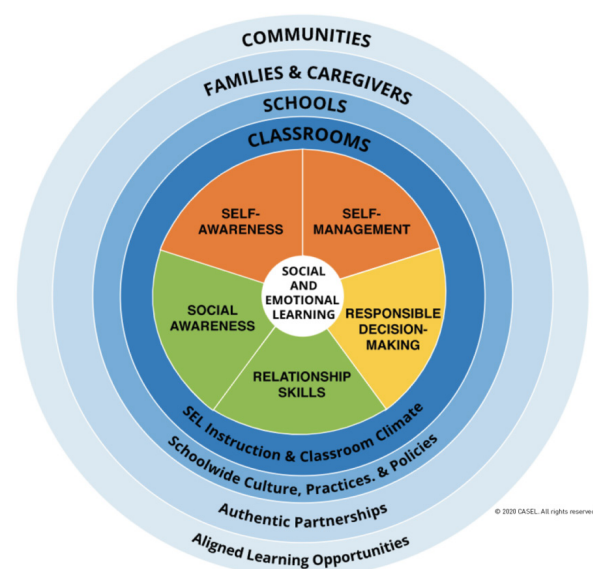 COMMUNITIES
FAMILIES & CAREGIVERS
SCHOOLS
CLASSROOMS
SELF-
AWARENESS
SELF-
MANAGEMENT
SOCIAL
AND
EMOTIONAL
LEARNING
SOCIAL
AWARENESS
RESPONSIBLE
DECISION-
MAKING
RELATIONSHIP
SKILLS
SEL Instruction & Classroom Climate
Schoolwide Culture, Practices. & Policies
Authentic Partnerships
Aligned Learning Opportunities
© 2020 CASEL. All rights reserve